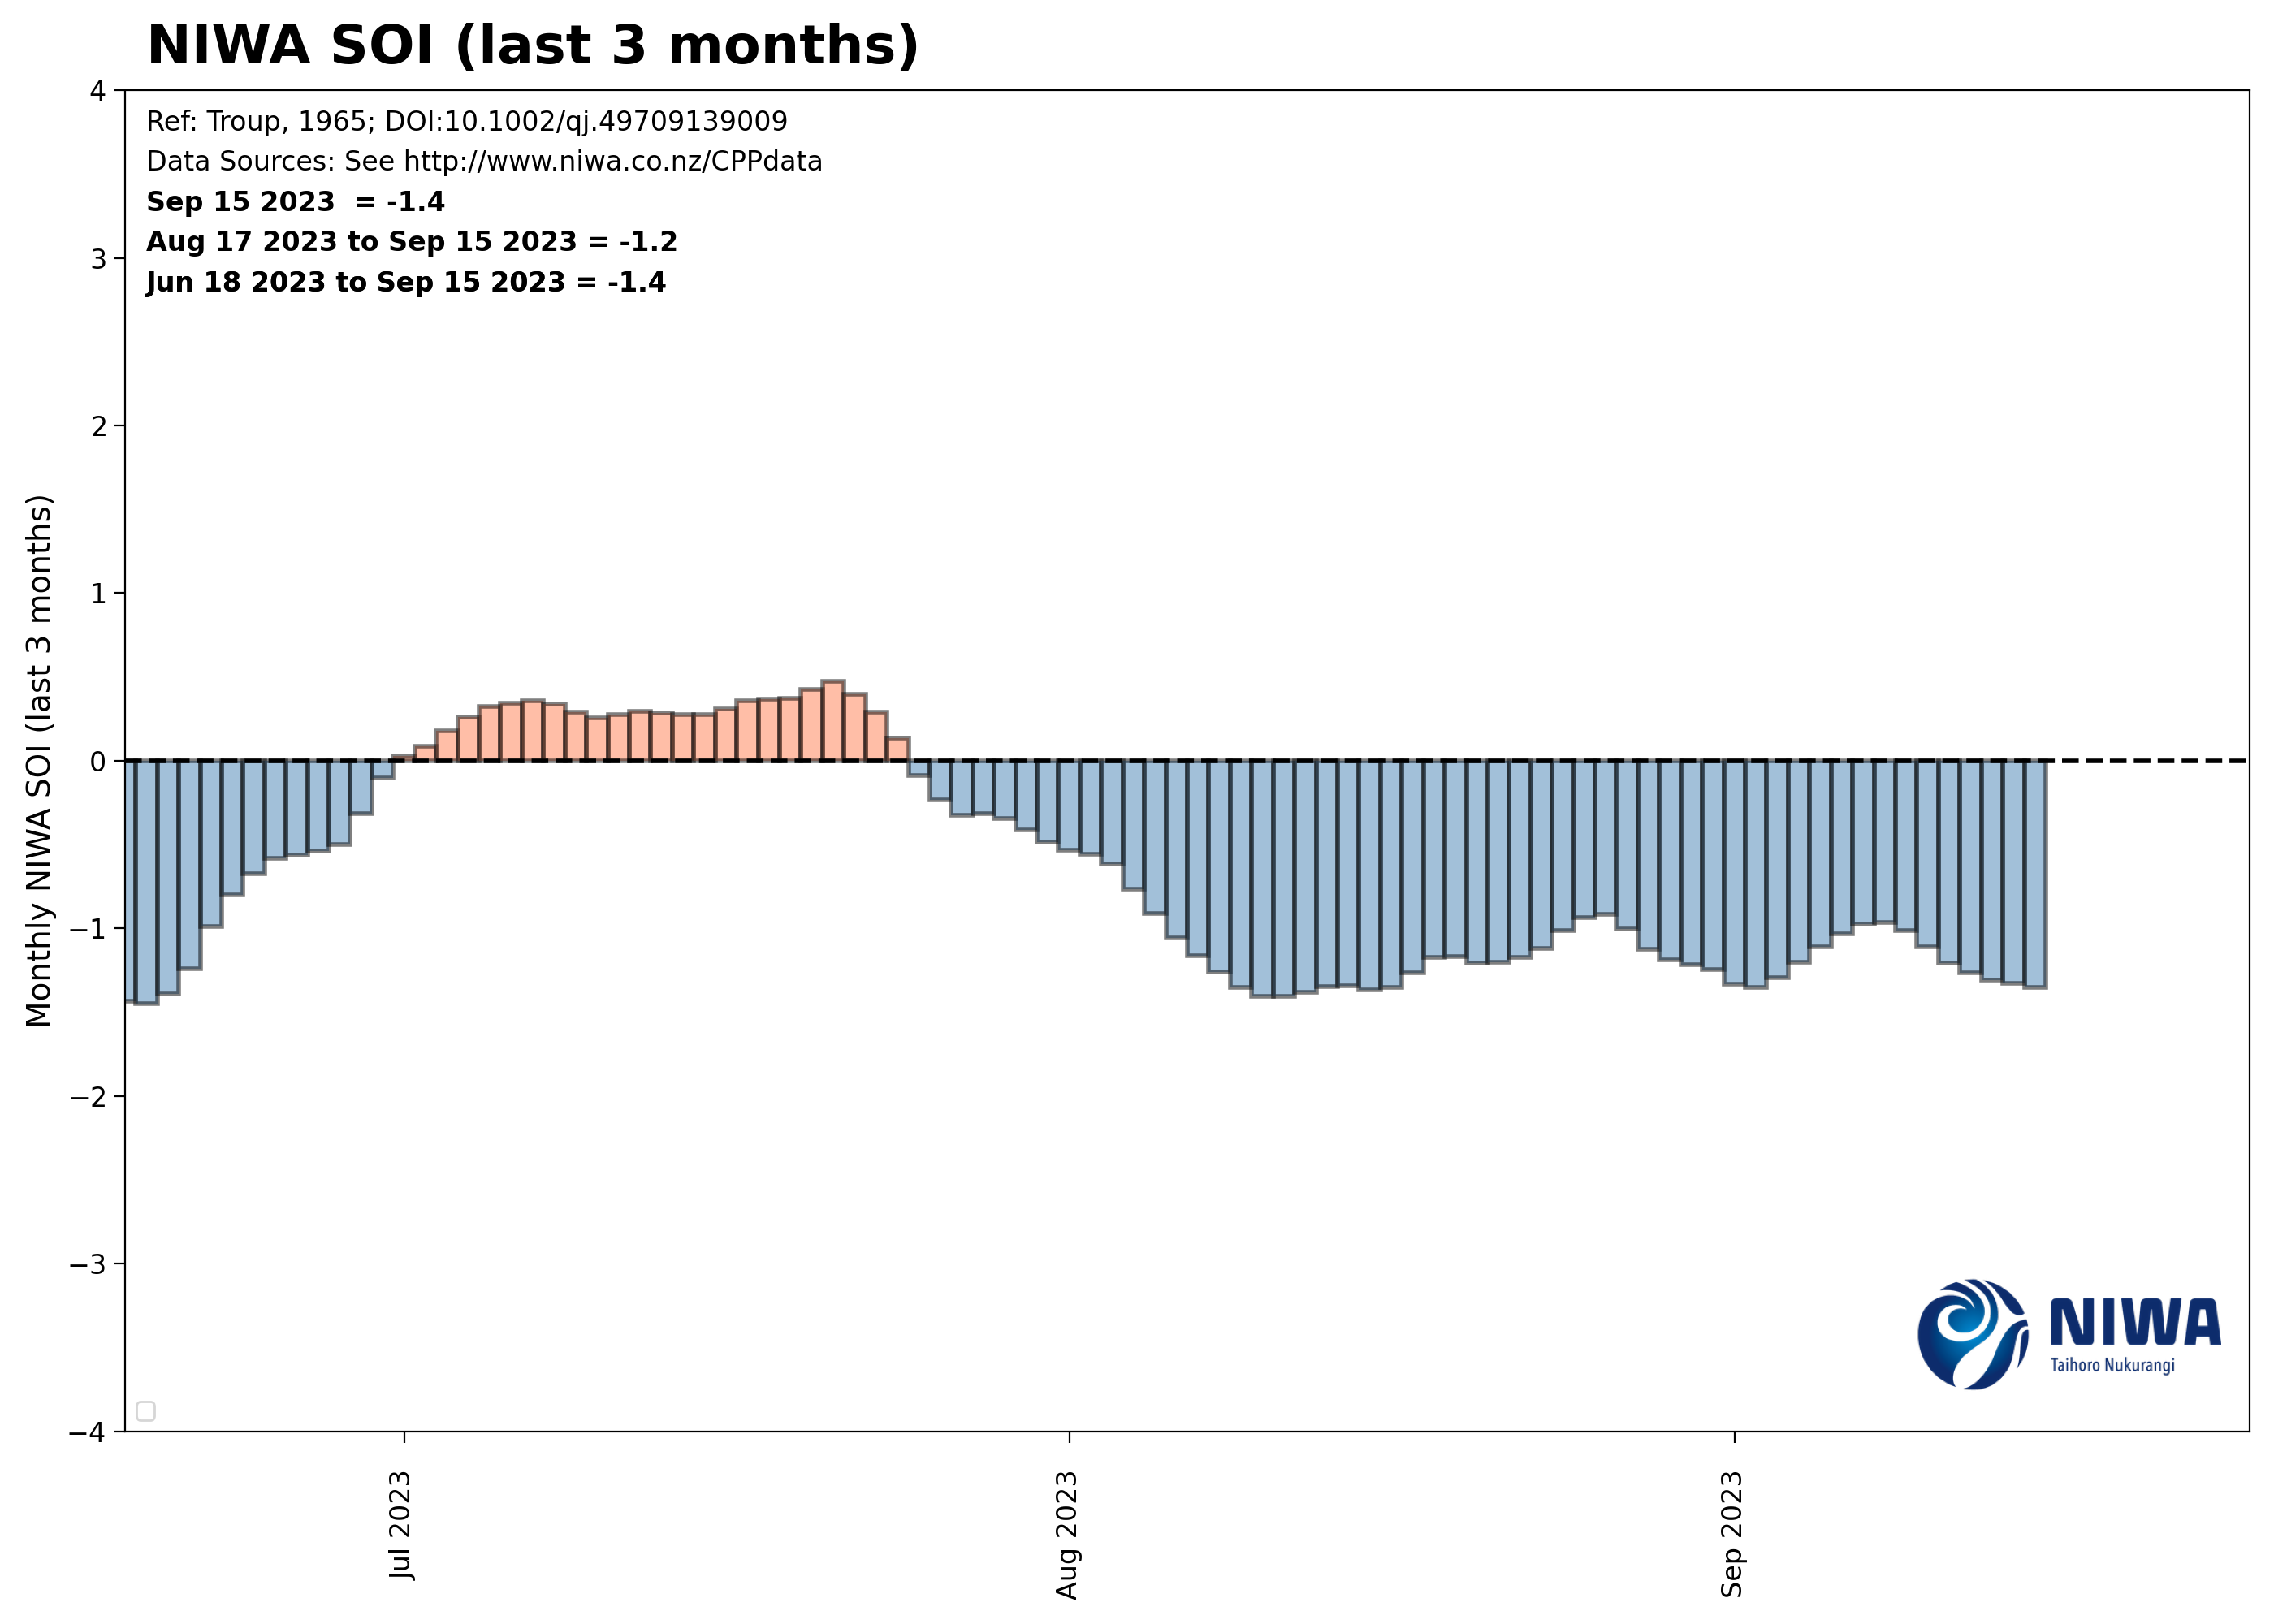 NIWA SOI (last 3 months)
Ref: Troup, 1965; DOI:10.1002/qj.49709139009
Data Sources: See http://www.niwa.co.nz/CPPdata
Sep 15 2023  = -1.4
Aug 17 2023 to Sep 15 2023 = -1.2
Jun 18 2023 to Sep 15 2023 = -1.4
Monthly NIWA SOI (last 3 months)
4
3
2
1
0
−1
−2
−3
−4
Jul 2023
Aug 2023
Sep 2023
NIWA
Taihoro Nukurangi